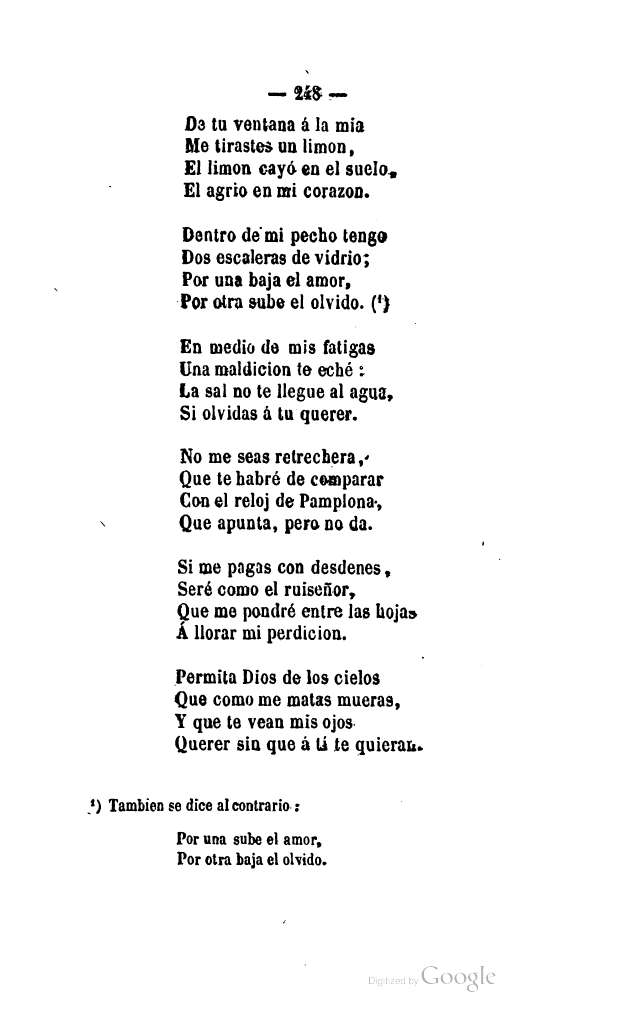 — 248 —
De tu ventana á la mia
Me tirastes un limon,
El limon cayó en el suelo,
El agrio en mi corazon.
Dentro de mi pecho tengo
Dos escaleras de vidrio;
Por una baja el amor,
Por otra sube el olvido. (¹)
En medio de mis fatigas
Una maldicion te eché:
La sal no te llegue al agua,
Si olvidas á tu querer.
No me seas retrechera,
Que te habré de comparar
Con el reloj de Pamplona,
Que apunta, pero no da.
Si me pagas con desdenes,
Seré como el ruiseñor,
Que me pondré entre las hojas
Á llorar mi perdicion.
Permita Dios de los cielos
Que como me matas mueras,
Y que te vean mis ojos
Querer sin que á tí te quieran.
¹) Tambien se dice al contrario:
Por una sube el amor,
Por otra baja el olvido.
Digitized by Google